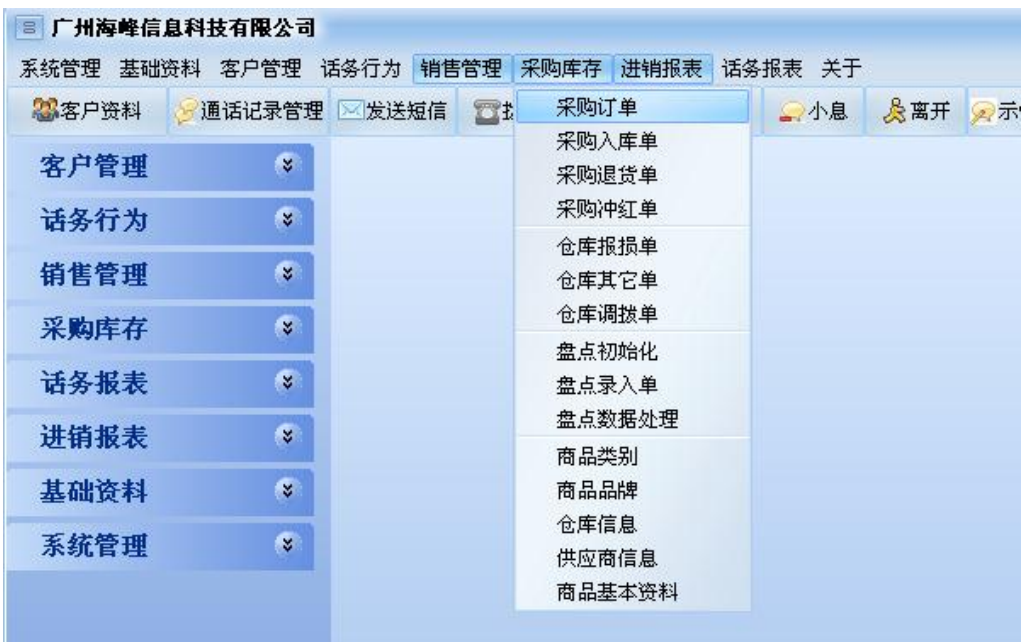 广州海峰信息科技有限公司
系统管理 基础资料 客户管理 话务行为 销售管理 采购库存 进销报表 话务报表 关于
客户资料 通话记录管理 发送短信 小息 离开
采购订单
采购入库单
采购退货单
采购冲红单
仓库报损单
仓库其它单
仓库调拨单
盘点初始化
盘点录入单
盘点数据处理
商品类别
商品品牌
仓库信息
供应商信息
商品基本资料
客户管理
话务行为
销售管理
采购库存
话务报表
进销报表
基础资料
系统管理